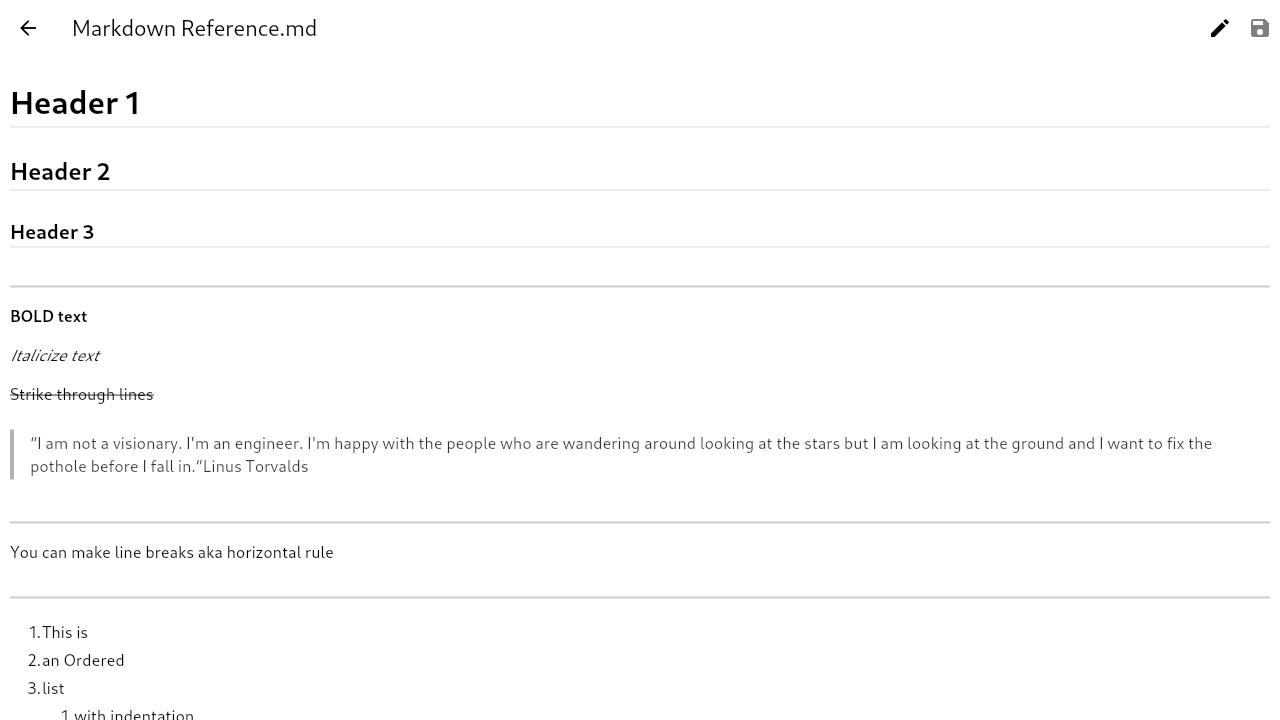 Markdown Reference.md
Header 1
Header 2
Header 3
BOLD text
Italicize text
Strike through lines
"I am not a visionary. I'm an engineer. I'm happy with the people who are wandering around looking at the stars but I am looking at the ground and I want to fix the
pothole before I fall in."Linus Torvalds
You can make line breaks aka horizontal rule
1. This is
2. an Ordered
3. list
1. with indentation